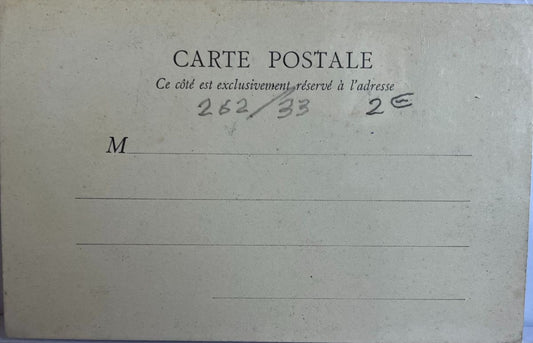 CARTE POSTALE
Ce côté est exclusivement réservé à l'adresse
262/33 2€
M